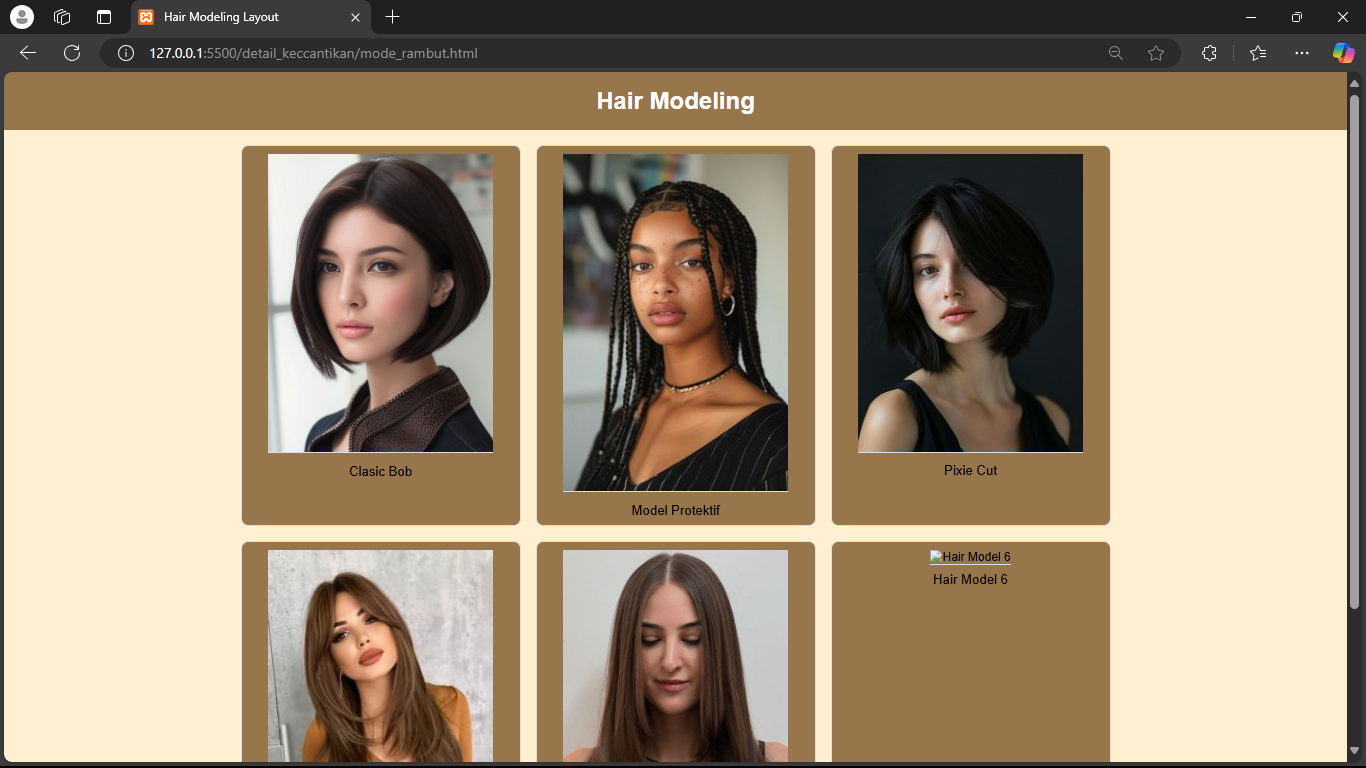 Hair Modeling Layout
127.0.0.1:5500/detail_keccantikan/mode_rambut.html
Hair Modeling
Clasic Bob
Model Protektif
Pixie Cut
Hair Model 6
Hair Model 6